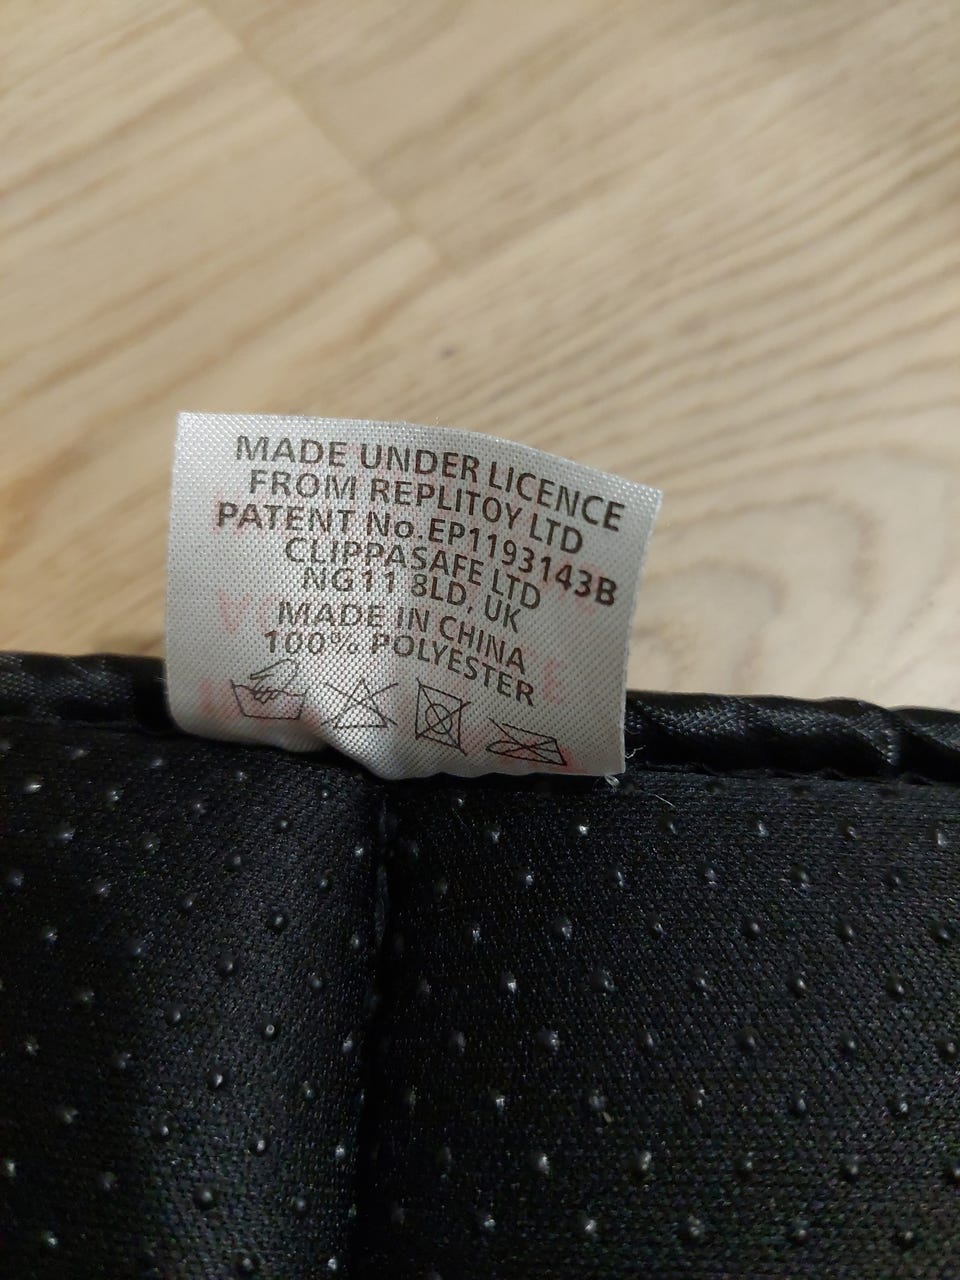 MADE UNDER LICENCE
FROM REPLITOY LTD
PATENT No.EP1193143B
CLIPPASAFE LTD
NG11 8LD, UK
MADE IN CHINA
100% POLYESTER